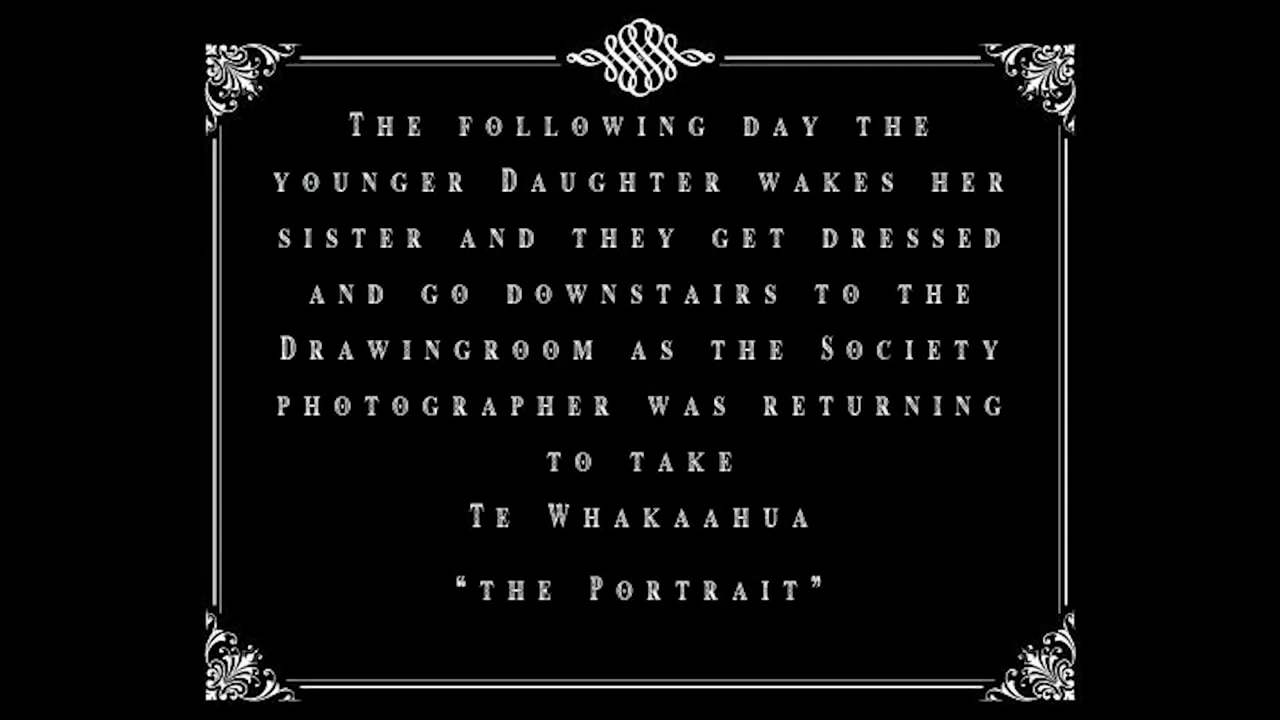 The following day the
younger Daughter wakes her
sister and they get dressed
and go downstairs to the
Drawingroom as the Society
photographer was returning
to take
Te Whakaahua
“the Portrait”